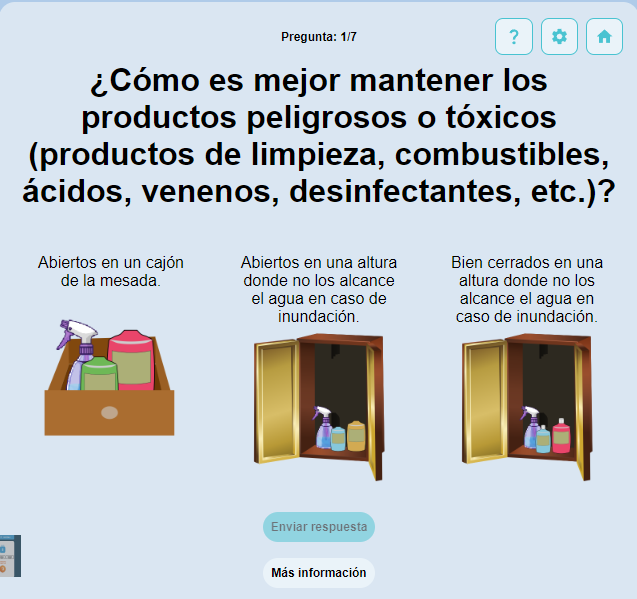 Pregunta: 1/7
?
¿Cómo es mejor mantener los
productos peligrosos o tóxicos
(productos de limpieza, combustibles,
ácidos, venenos, desinfectantes, etc.)?
Abiertos en un cajón
de la mesada.
Abiertos en una altura
donde no los alcance
el agua en caso de
inundación.
Bien cerrados en una
altura donde no los
alcance el agua en
caso de inundación.
Enviar respuesta
Más información